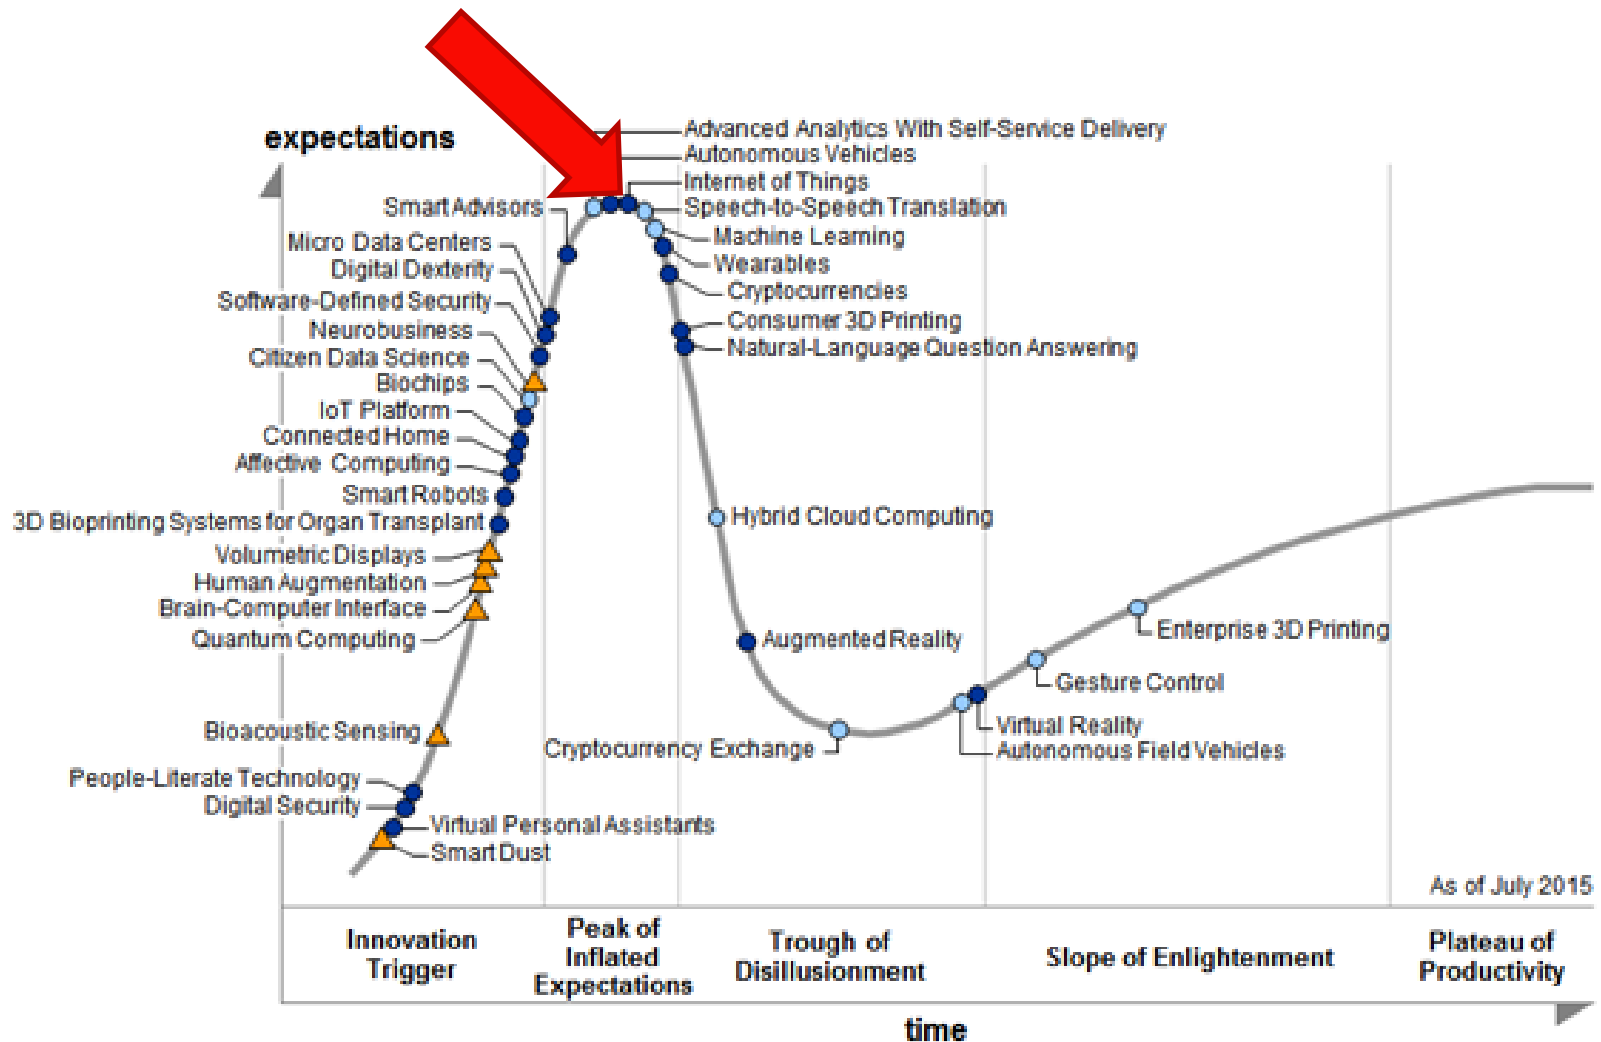 expectations
Advanced Analytics With Self-Service Delivery
Autonomous Vehicles
Internet of Things
Speech-to-Speech Translation
Machine Learning
Wearables
Cryptocurrencies
Consumer 3D Printing
Natural-Language Question Answering
Smart Advisors
Micro Data Centers
Digital Dexterity
Software-Defined Security
Neurobusiness
Citizen Data Science
Biochips
IoT Platform
Connected Home
Affective Computing
Smart Robots
3D Bioprinting Systems for Organ Transplant
Volumetric Displays
Human Augmentation
Brain-Computer Interface
Quantum Computing
Bioacoustic Sensing
People-Literate Technology
Digital Security
Virtual Personal Assistants
Smart Dust
Hybrid Cloud Computing
Augmented Reality
Cryptocurrency Exchange
Enterprise 3D Printing
Gesture Control
Virtual Reality
Autonomous Field Vehicles
As of July 2015
Innovation
Trigger
Peak of
Inflated
Expectations
Trough of
Disillusionment
Slope of Enlightenment
Plateau of
Productivity
time